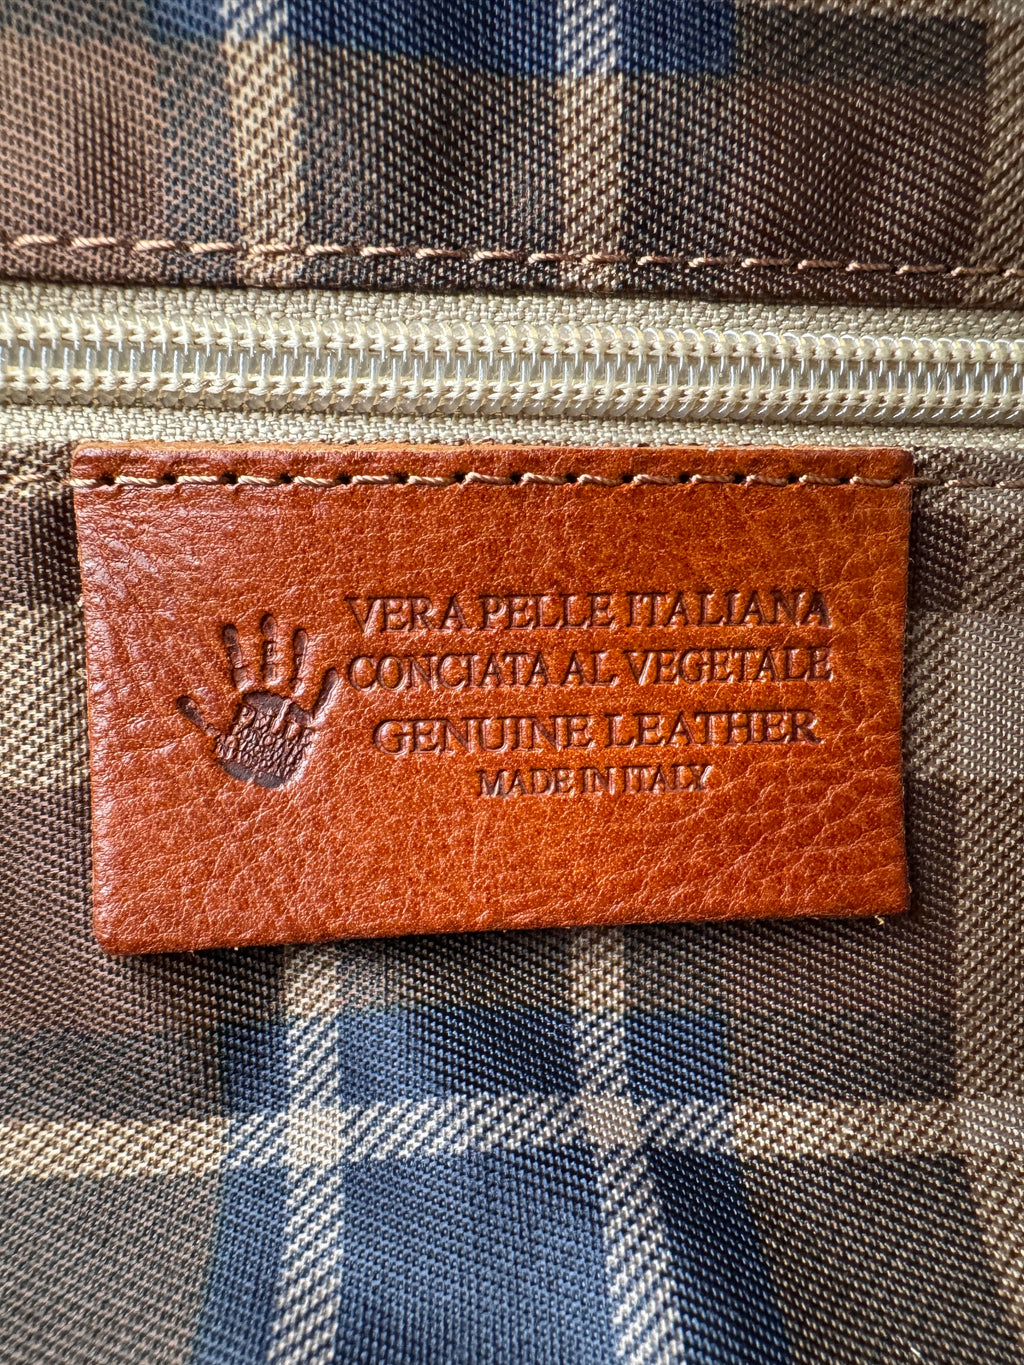 VERA PELLE ITALIANA
CONCIATA AL VEGETALE
GENUINE LEATHER
MADE IN ITALY